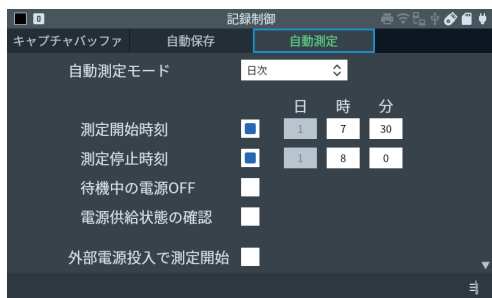 0 記録制御
キャプチャバッファ 自動保存 自動測定
自動測定モード 日次
日 時 分
測定開始時刻 1 7 30
測定停止時刻 1 8 0
待機中の電源OFF
電源供給状態の確認
外部電源投入で測定開始